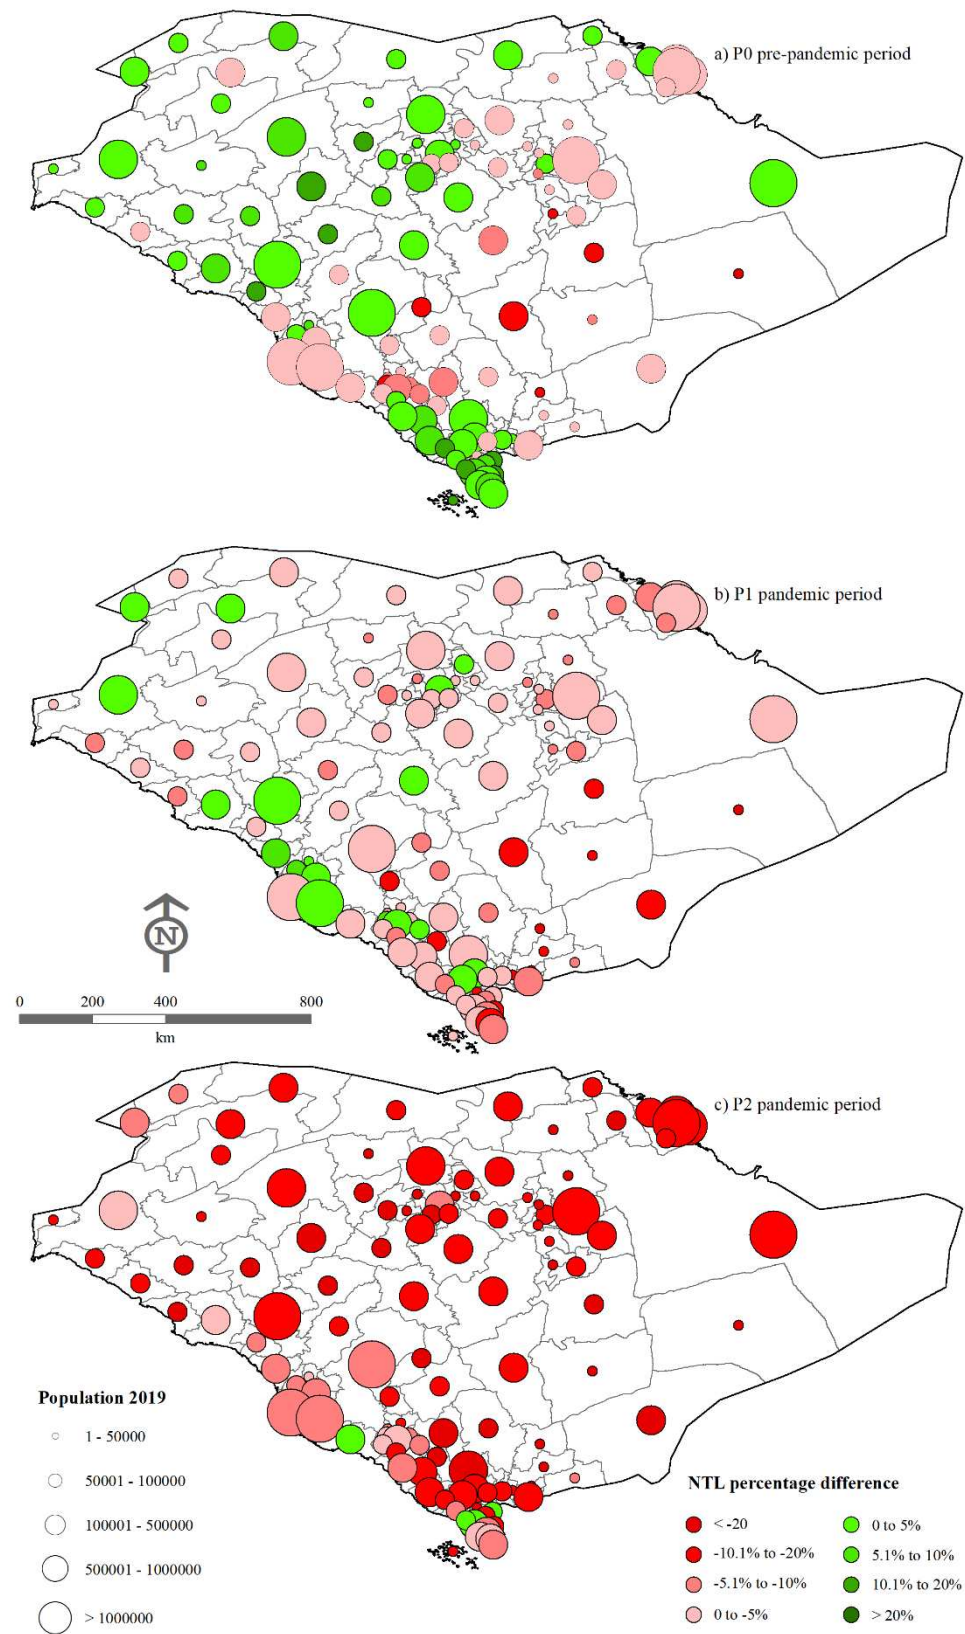 a) P0 pre-pandemic period
b) P1 pandemic period
N
0 200 400 800
km
c) P2 pandemic period
Population 2019
1 - 50000
50001 - 100000
100001 - 500000
500001 - 1000000
> 1000000
NTL percentage difference
< -20
-10.1% to -20%
-5.1% to -10%
0 to -5%
0 to 5%
5.1% to 10%
10.1% to 20%
> 20%